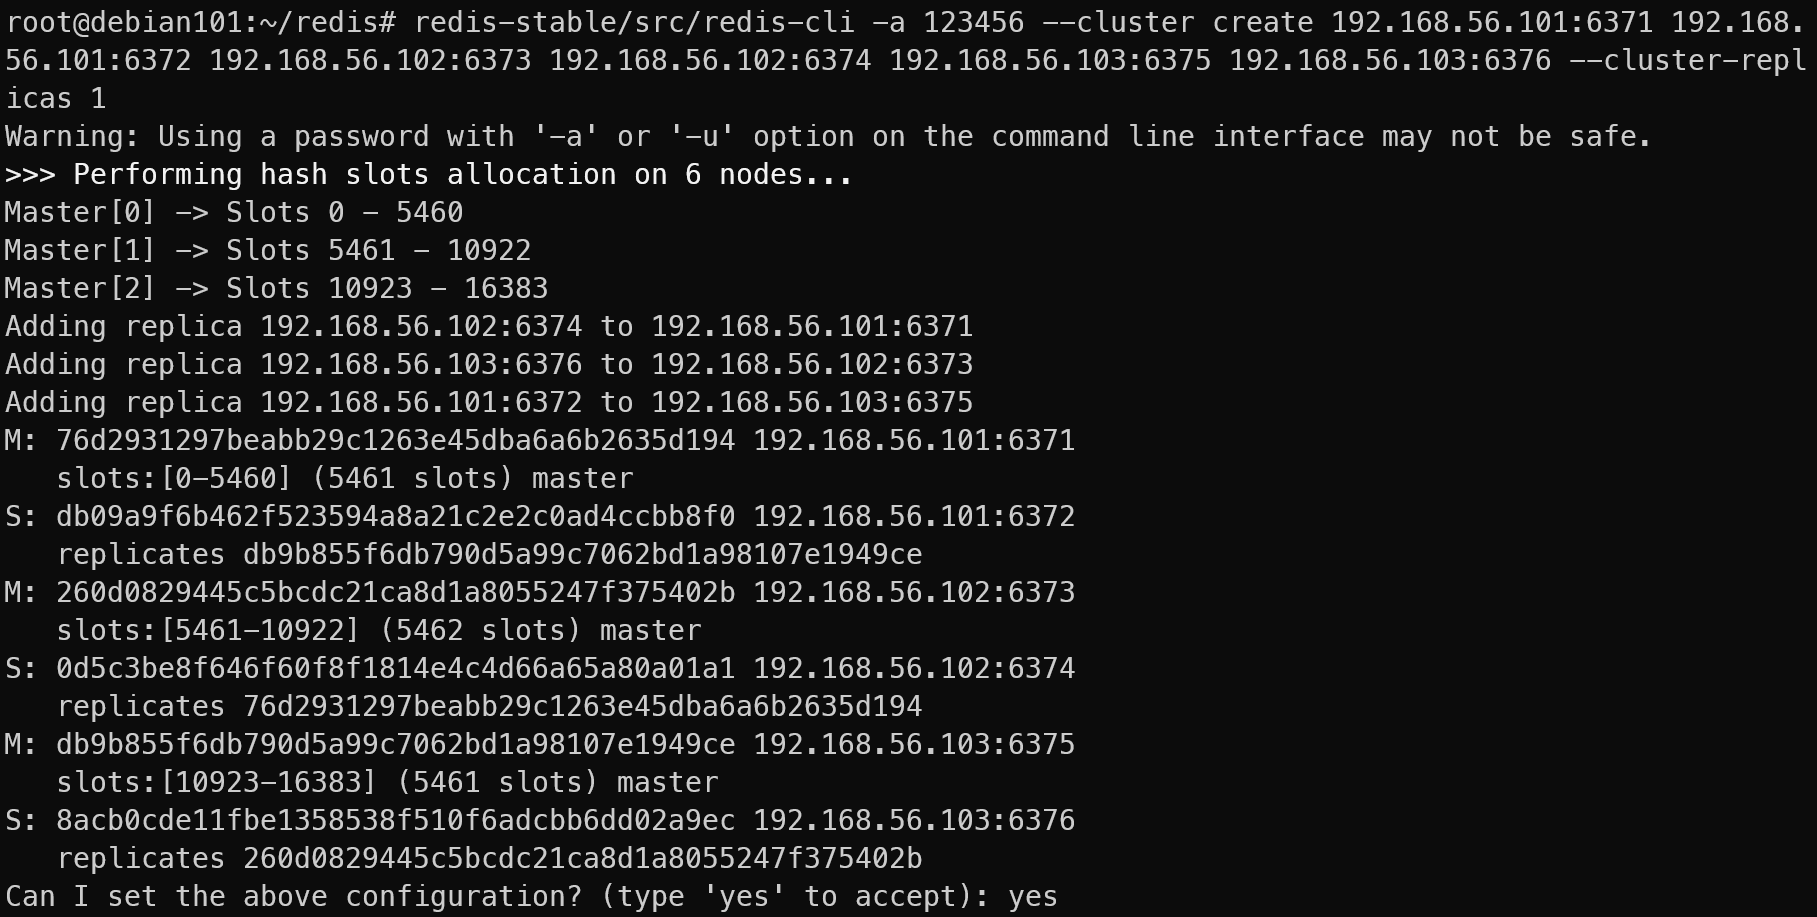 root@debian101:~/redis# redis-stable/src/redis-cli -a 123456 --cluster create 192.168.56.101:6371 192.168.
56.101:6372 192.168.56.102:6373 192.168.56.102:6374 192.168.56.103:6375 192.168.56.103:6376 --cluster-repl
icas 1
Warning: Using a password with '-a' or '-u' option on the command line interface may not be safe.
>>> Performing hash slots allocation on 6 nodes...
Master[0] -> Slots 0 - 5460
Master[1] -> Slots 5461 - 10922
Master[2] -> Slots 10923 - 16383
Adding replica 192.168.56.102:6374 to 192.168.56.101:6371
Adding replica 192.168.56.103:6376 to 192.168.56.102:6373
Adding replica 192.168.56.101:6372 to 192.168.56.103:6375
M: 76d2931297beabb29c1263e45dba6a6b2635d194 192.168.56.101:6371
   slots:[0-5460] (5461 slots) master
S: db09a9f6b462f523594a8a21c2e2c0ad4ccbb8f0 192.168.56.101:6372
   replicates db9b855f6db790d5a99c7062bd1a98107e1949ce
M: 260d0829445c5bcdc21ca8d1a8055247f375402b 192.168.56.102:6373
   slots:[5461-10922] (5462 slots) master
S: 0d5c3be8f646f60f8f1814e4c4d66a65a80a01a1 192.168.56.102:6374
   replicates 76d2931297beabb29c1263e45dba6a6b2635d194
M: db9b855f6db790d5a99c7062bd1a98107e1949ce 192.168.56.103:6375
   slots:[10923-16383] (5461 slots) master
S: 8acb0cde11fbe1358538f510f6adcbb6dd02a9ec 192.168.56.103:6376
   replicates 260d0829445c5bcdc21ca8d1a8055247f375402b
Can I set the above configuration? (type 'yes' to accept): yes